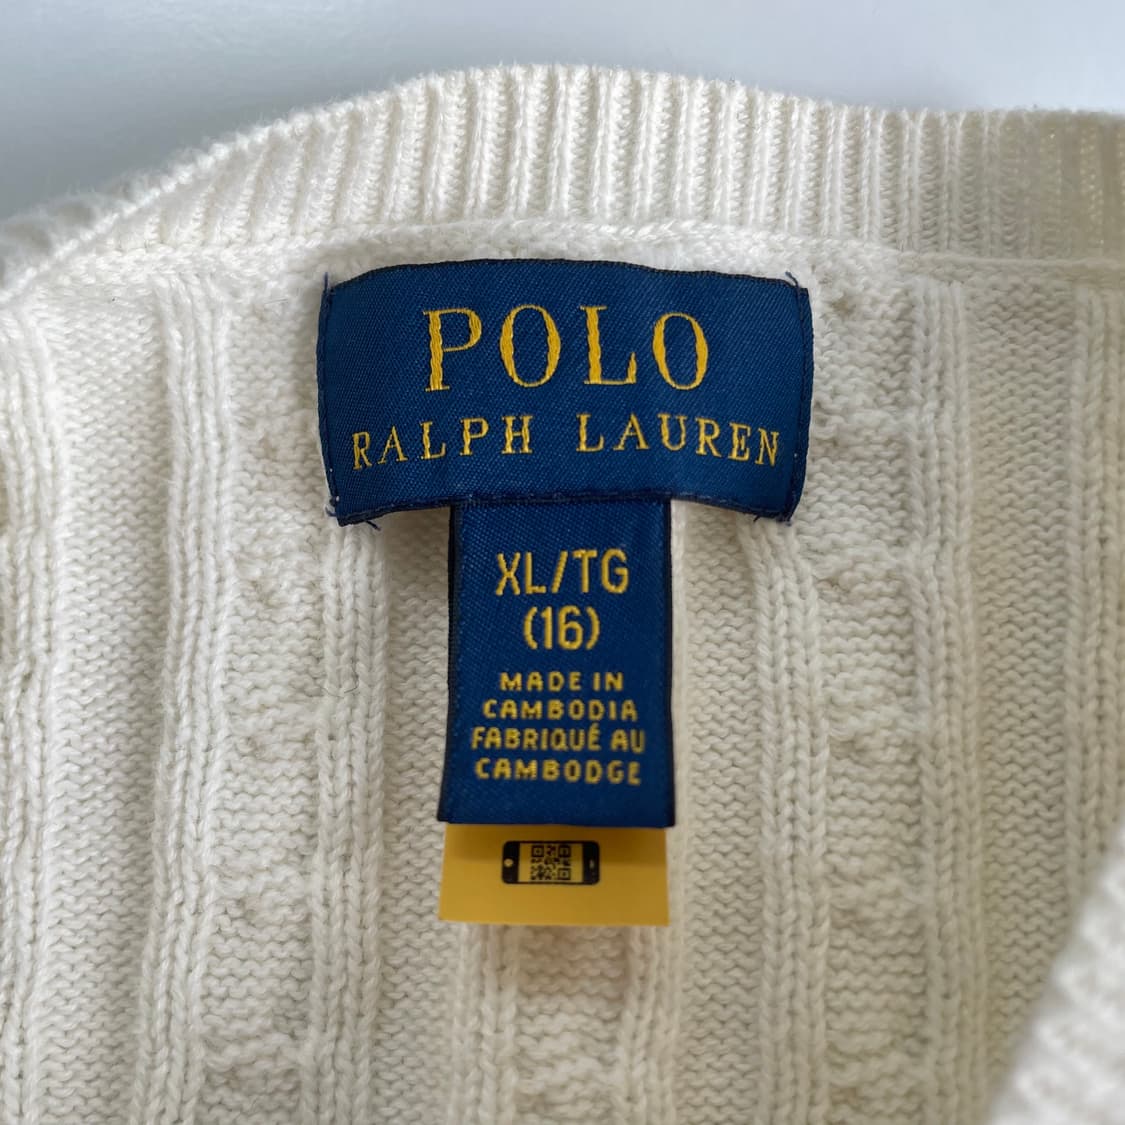 POLO
RALPH LAUREN
XL/TG
(16)
MADE IN
CAMBODIA
FABRIQUÉ AU
CAMBODGE